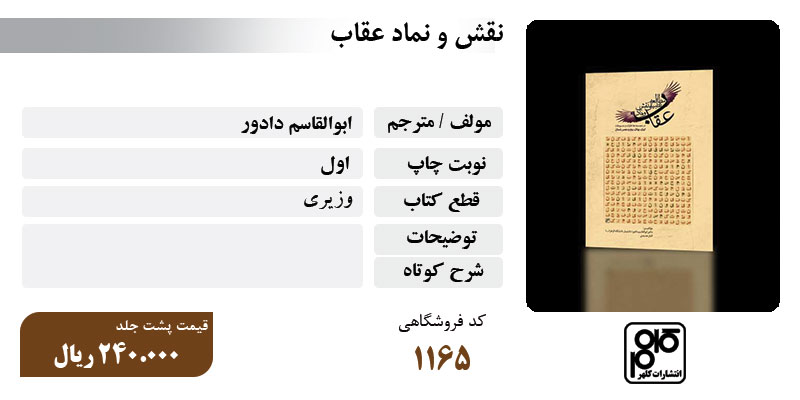 نقش و نماد عقاب
مولف / مترجم
ابوالقاسم دادور
نوبت چاپ
اول
قطع کتاب
وزیری
توضیحات
شرح کوتاه
کد فروشگاهی
۱۱۶۵
قیمت پشت جلد
۲۴۰.۰۰۰ ریال
عقاب
انتشارات کلهر